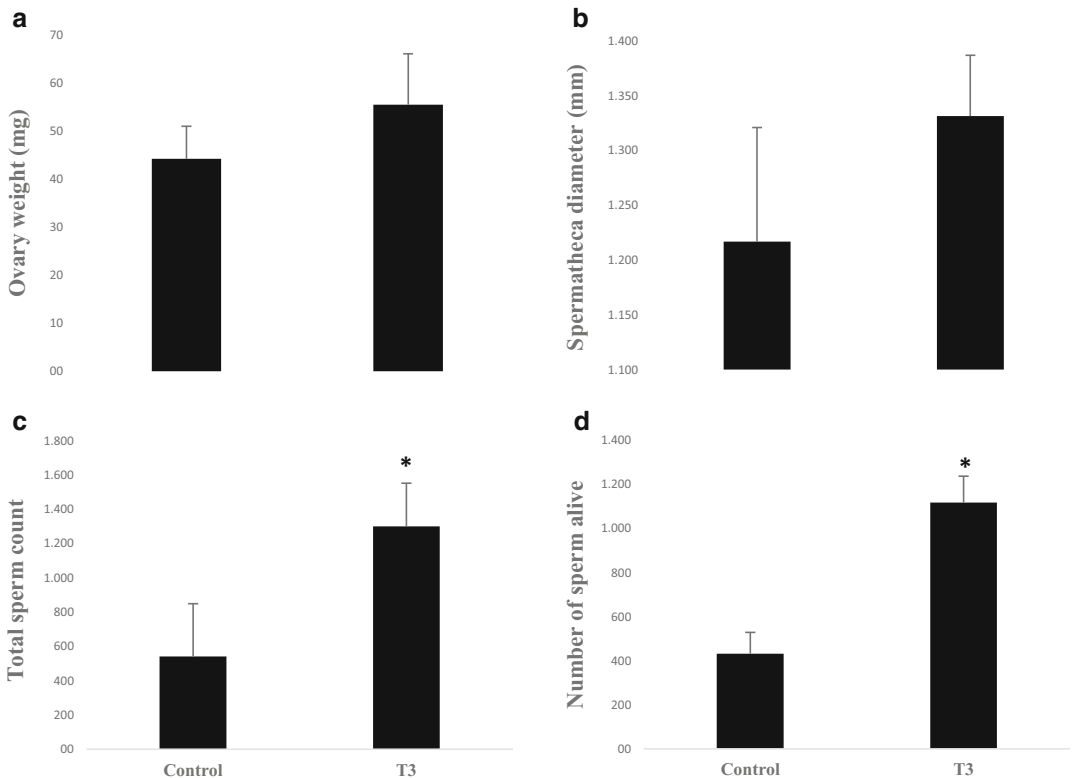 a
70
60
50
40
30
20
10
00
Ovary weight (mg)
b
1.400
1.350
1.300
1.250
1.200
1.150
1.100
Spermatheca diameter (mm)
c
1.800
1.600
1.400
1.200
1.000
800
600
400
200
00
Total sperm count
*
Control
T3
d
1.400
1.200
1.000
800
600
400
200
00
Number of sperm alive
*
Control
T3